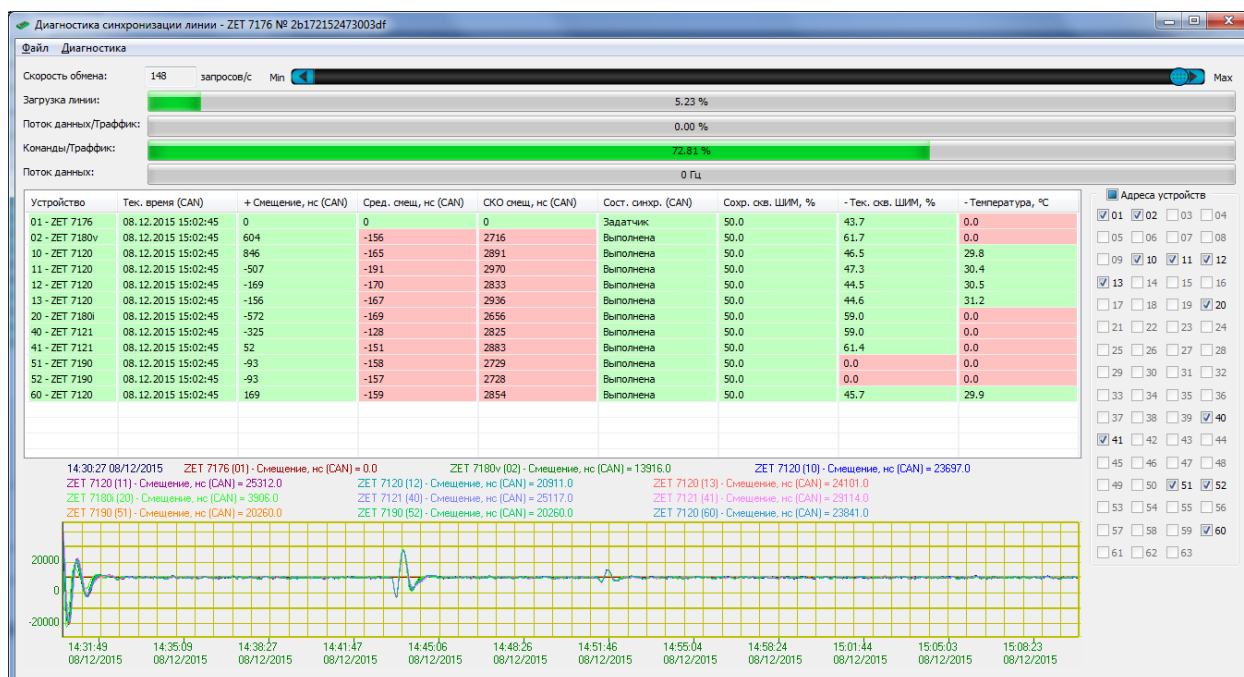 Диагностика синхронизации линии - ZET 7176 № 2b172152473003df
Файл Диагностика
Скорость обмена: 148 запросов/с Min Max
Загрузка линии: 5.23 %
Поток данных/Траффик: 0.00 %
Команды/Траффик: 72.81 %
Поток данных: 0 Гц
Устройство Тек. время (CAN) + Смещение, нс (CAN) Сред. смещ, нс (CAN) СКО смещ, нс (CAN) Сост. синхр. (CAN) Сохр. скв. ШИМ, % - Тек. скв. ШИМ, % - Температура, °C
01 - ZET 7176 08.12.2015 15:02:45 0 0 0 Задатчик 50.0 43.7 0.0
02 - ZET 7180v 08.12.2015 15:02:45 604 -156 2716 Выполнена 50.0 61.7 0.0
10 - ZET 7120 08.12.2015 15:02:45 846 -165 2891 Выполнена 50.0 46.5 29.8
11 - ZET 7120 08.12.2015 15:02:45 -507 -191 2970 Выполнена 50.0 47.3 30.4
12 - ZET 7120 08.12.2015 15:02:45 -169 -170 2833 Выполнена 50.0 44.5 30.5
13 - ZET 7120 08.12.2015 15:02:45 -156 -167 2936 Выполнена 50.0 44.6 31.2
20 - ZET 7180i 08.12.2015 15:02:45 -572 -169 2656 Выполнена 50.0 59.0 0.0
40 - ZET 7121 08.12.2015 15:02:45 -325 -128 2825 Выполнена 50.0 59.0 0.0
41 - ZET 7121 08.12.2015 15:02:45 52 -151 2883 Выполнена 50.0 61.4 0.0
51 - ZET 7190 08.12.2015 15:02:45 -93 -158 2729 Выполнена 50.0 0.0 0.0
52 - ZET 7190 08.12.2015 15:02:45 -93 -157 2728 Выполнена 50.0 0.0 0.0
60 - ZET 7120 08.12.2015 15:02:45 169 -159 2854 Выполнена 50.0 45.7 29.9
14:30:27 08/12/2015 ZET 7176 (01) - Смещение, нс (CAN) = 0.0 ZET 7180v (02) - Смещение, нс (CAN) = 13916.0 ZET 7120 (10) - Смещение, нс (CAN) = 23697.0
ZET 7120 (11) - Смещение, нс (CAN) = 25312.0 ZET 7120 (12) - Смещение, нс (CAN) = 20911.0 ZET 7120 (13) - Смещение, нс (CAN) = 24101.0
ZET 7180i (20) - Смещение, нс (CAN) = 3906.0 ZET 7121 (40) - Смещение, нс (CAN) = 25117.0 ZET 7121 (41) - Смещение, нс (CAN) = 29114.0
ZET 7190 (51) - Смещение, нс (CAN) = 20260.0 ZET 7190 (52) - Смещение, нс (CAN) = 20260.0 ZET 7120 (60) - Смещение, нс (CAN) = 23841.0
20000
0
-20000
14:31:49 14:35:09 14:38:27 14:41:47 14:45:06 14:48:26 14:51:46 14:55:04 14:58:24 15:01:44 15:05:03 15:08:23
08/12/2015 08/12/2015 08/12/2015 08/12/2015 08/12/2015 08/12/2015 08/12/2015 08/12/2015 08/12/2015 08/12/2015 08/12/2015 08/12/2015
Адреса устройств
01 02 03 04
05 06 07 08
09 10 11 12
13 14 15 16
17 18 19 20
21 22 23 24
25 26 27 28
29 30 31 32
33 34 35 36
37 38 39 40
41 42 43 44
45 46 47 48
49 50 51 52
53 54 55 56
57 58 59 60
61 62 63